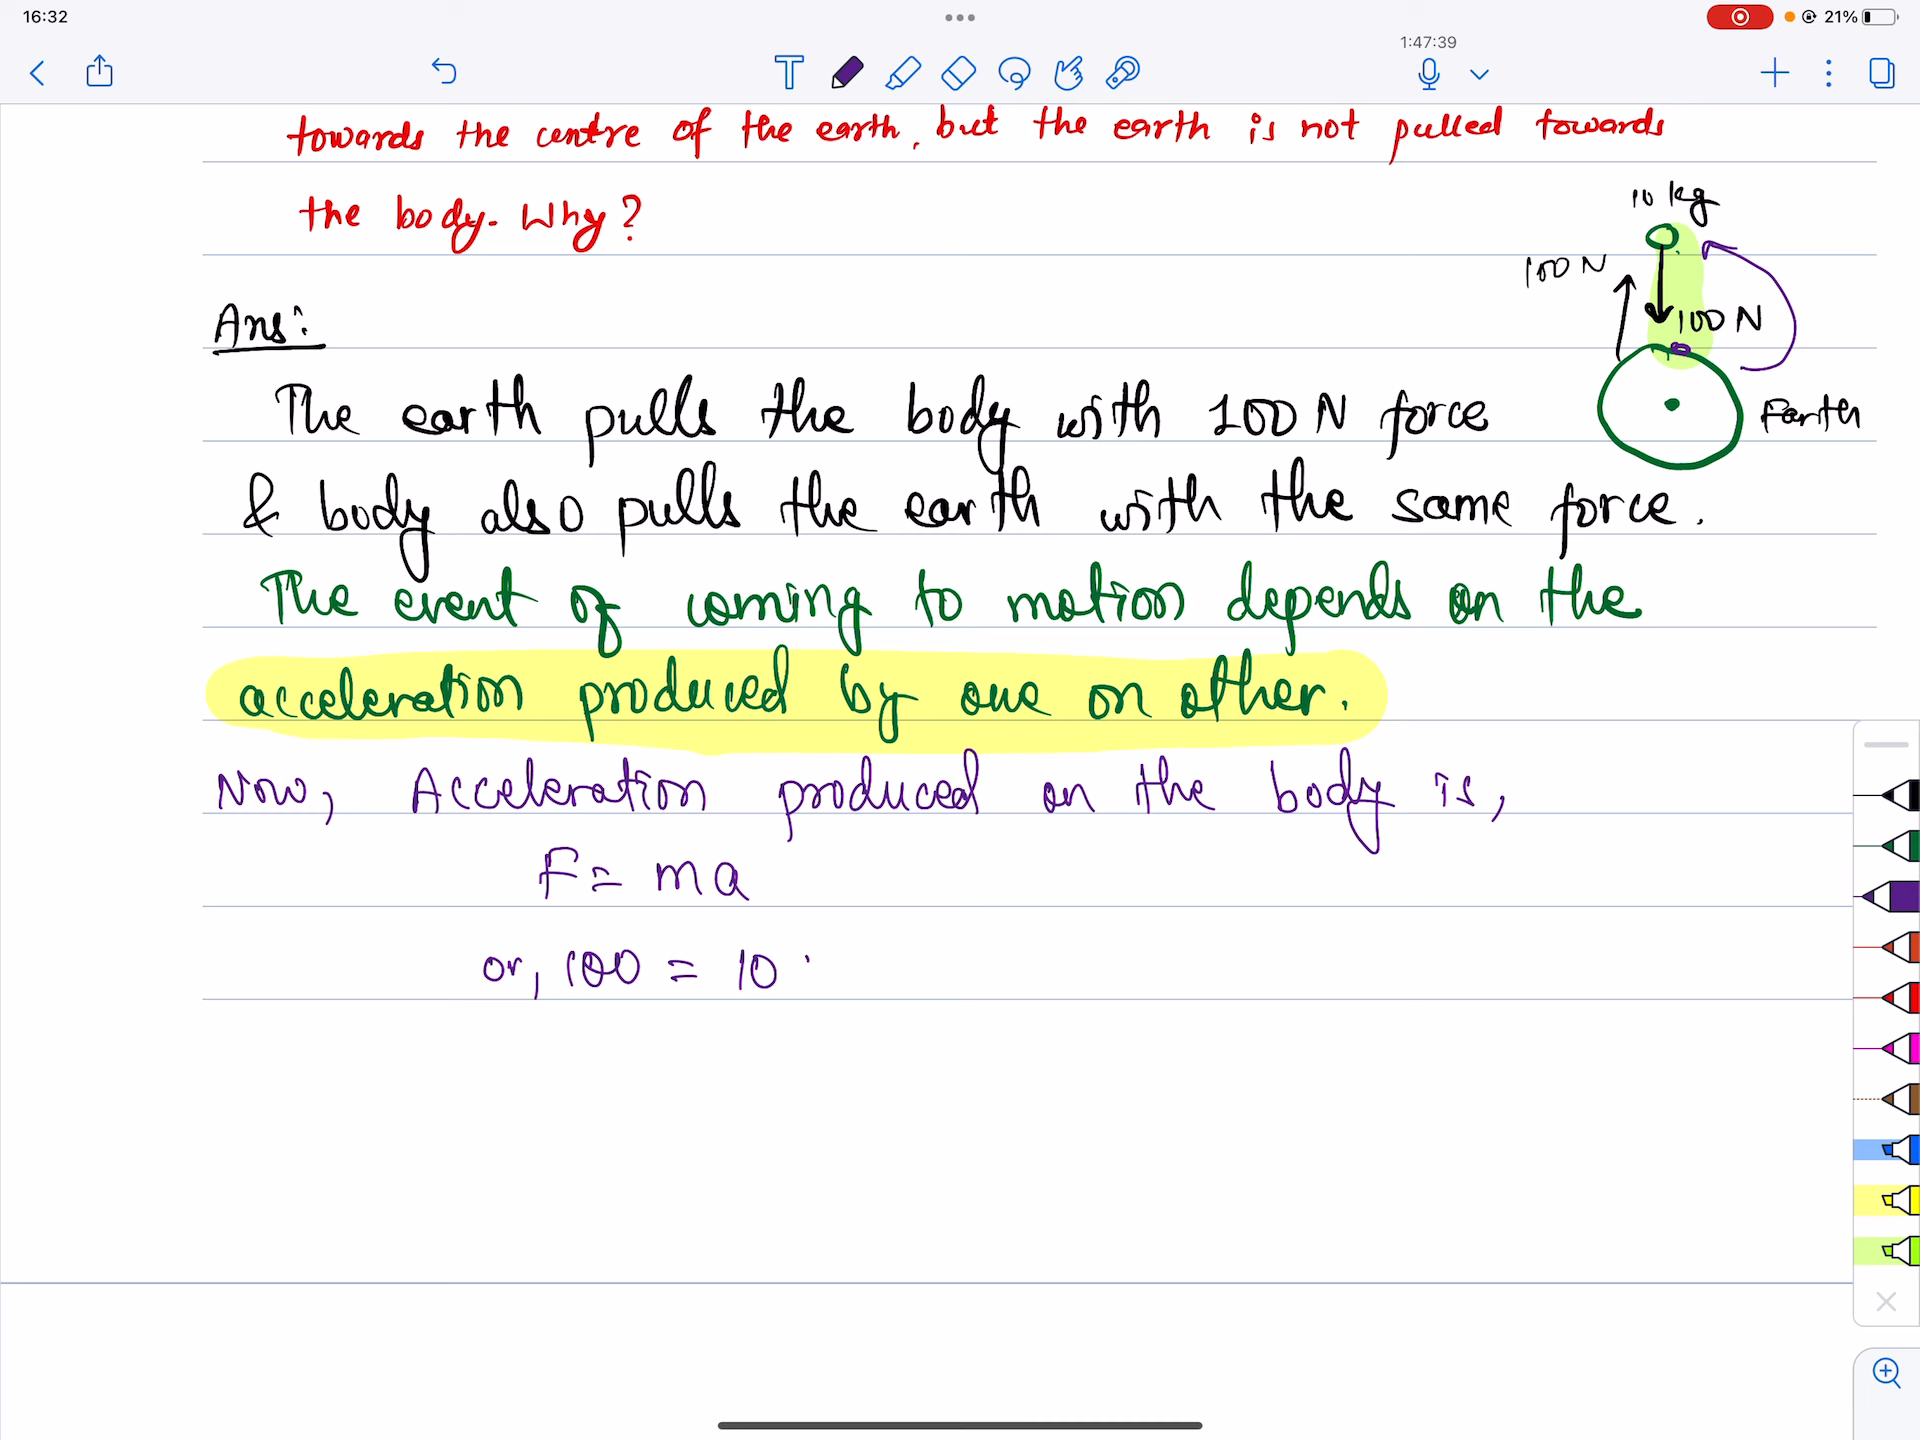 16:32
21%
1:47:39
towards the centre of the earth, but the earth is not pulled towards
the body. Why?
10 kg
100 N
100 N
Earth
Ans:
The earth pulls the body with 100 N force
& body also pulls the earth with the same force.
The event of coming to motion depends on the
acceleration produced by one on other.
Now, Acceleration produced on the body is,
F = ma
or, 100 = 10